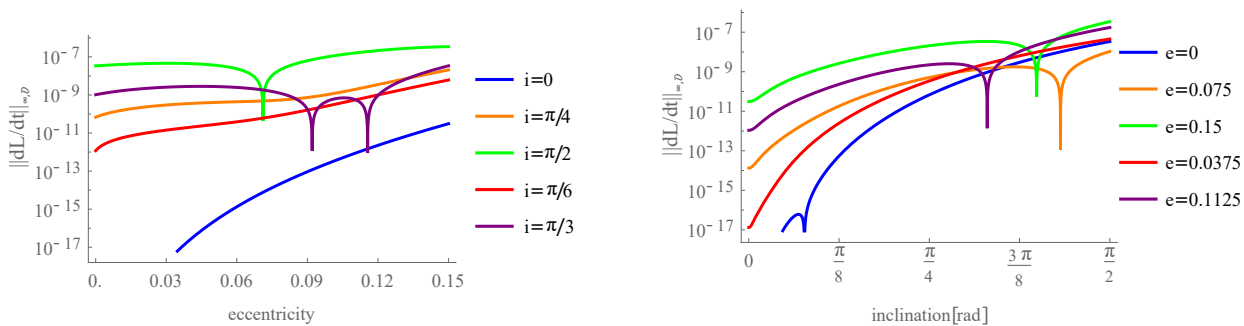 ||dL/dt||∞,D
10⁻⁷
10⁻⁹
10⁻¹¹
10⁻¹³
10⁻¹⁵
10⁻¹⁷
0. 0.03 0.06 0.09 0.12 0.15
eccentricity
i=0
i=π/4
i=π/2
i=π/6
i=π/3
||dL/dt||∞,D
10⁻⁷
10⁻⁹
10⁻¹¹
10⁻¹³
10⁻¹⁵
10⁻¹⁷
0 π/8 π/4 3π/8 π/2
inclination[rad]
e=0
e=0.075
e=0.15
e=0.0375
e=0.1125